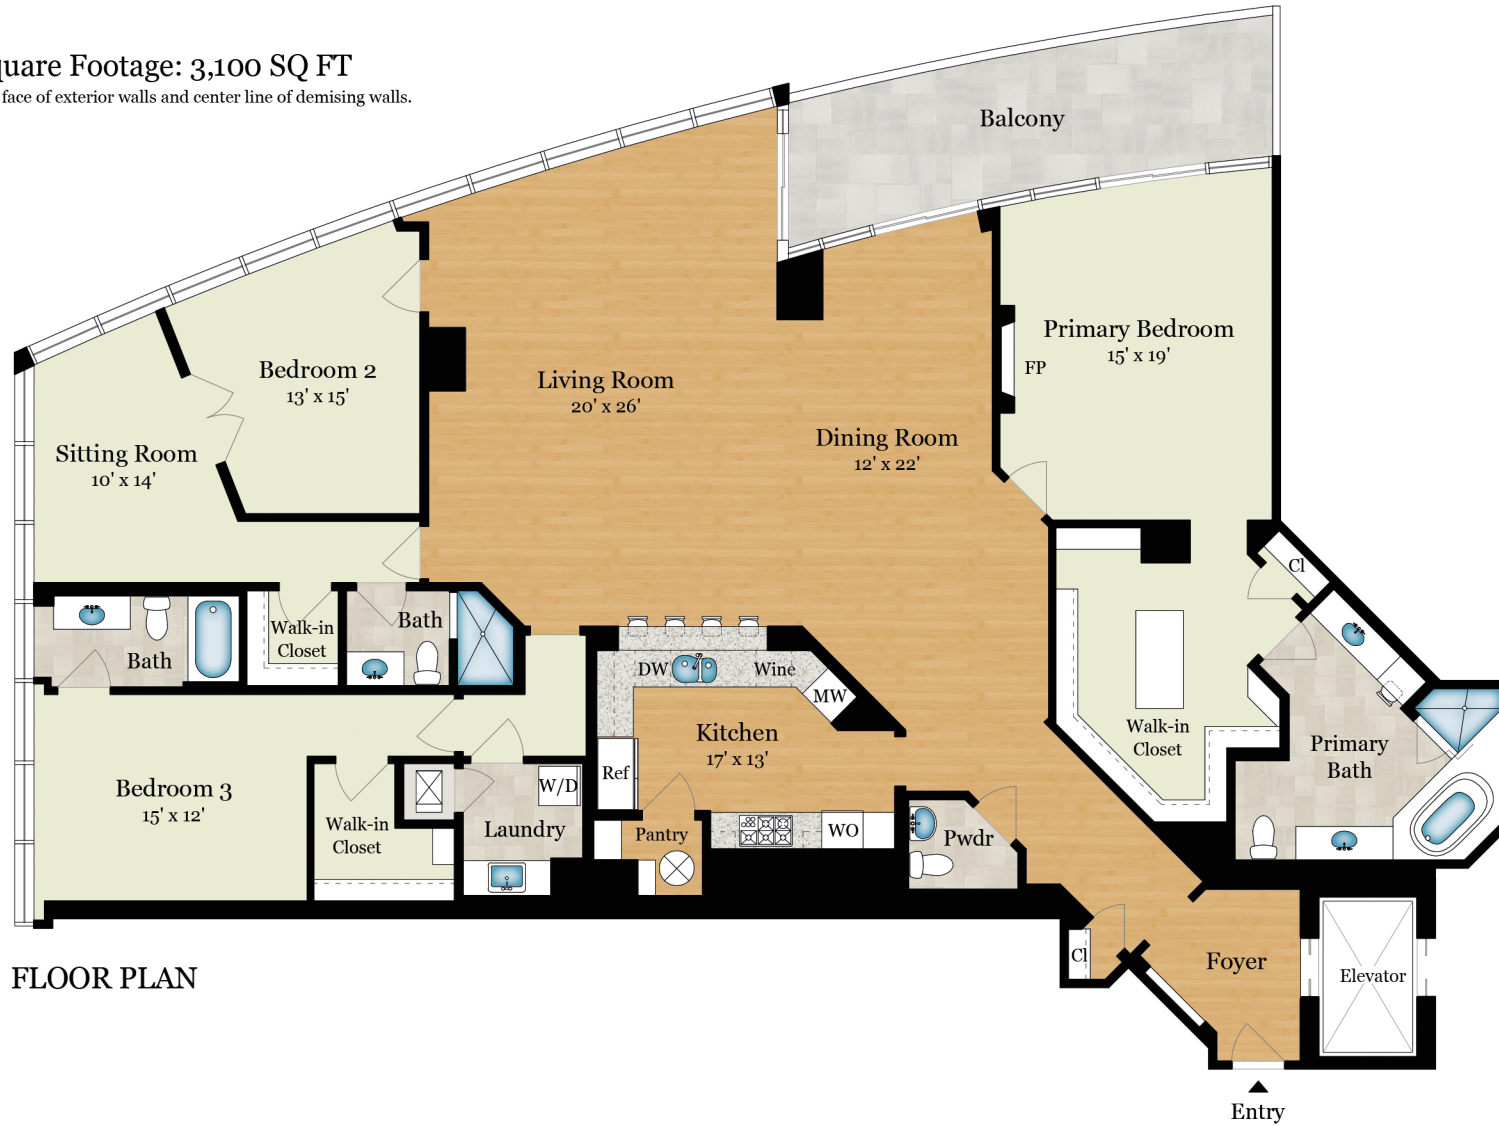 quare Footage: 3,100 SQ FT
face of exterior walls and center line of demising walls.
Balcony
Primary Bedroom
15' x 19'
FP
Bedroom 2
13' x 15'
Living Room
20' x 26'
Dining Room
12' x 22'
Sitting Room
10' x 14'
Cl
Bath
Walk-in
Closet
Bath
DW
Wine
MW
Kitchen
17' x 13'
Ref
Walk-in
Closet
Primary
Bath
Bedroom 3
15' x 12'
Walk-in
Closet
W/D
Laundry
Pantry
WO
Pwdr
Cl
Foyer
Elevator
FLOOR PLAN
Entry